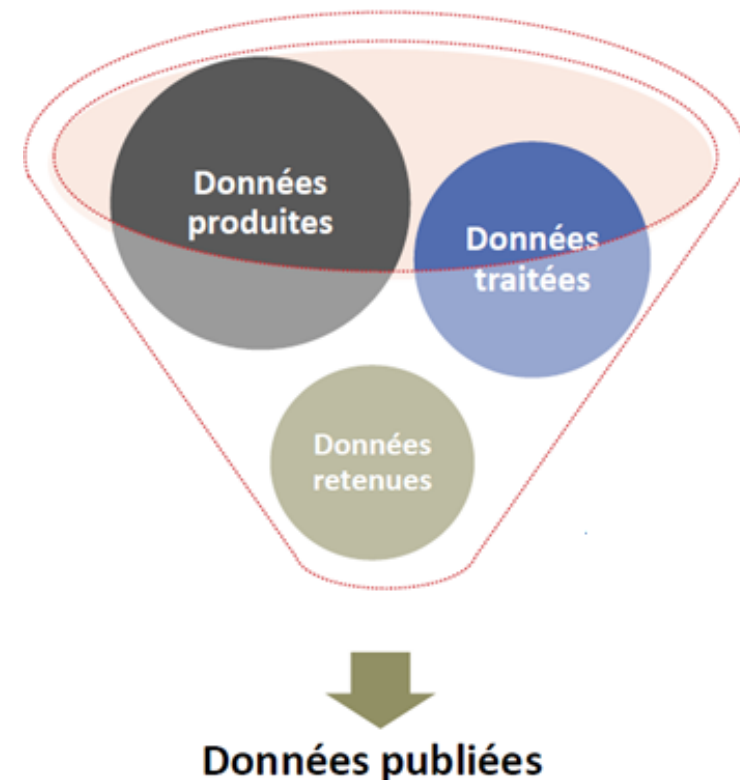 Données
produites
Données
traitées
Données
retenues
Données publiées